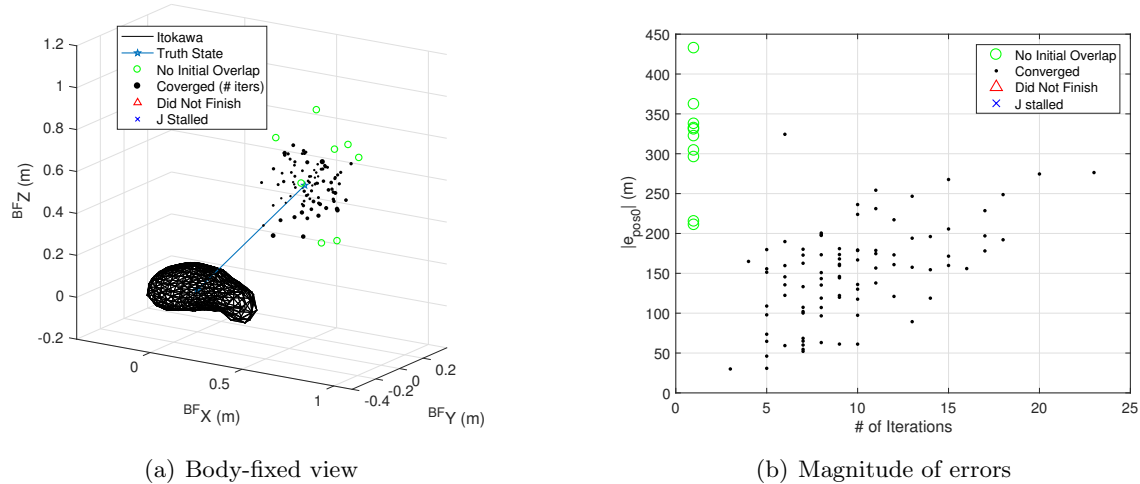 1.2
1
0.8
0.6
0.4
0.2
0
-0.2
BFZ (m)
Itokawa
Truth State
No Initial Overlap
Coverged (# iters)
Did Not Finish
J Stalled
0
0.5
1
BFX (m)
-0.4
-0.2
0
0.2
BFY (m)
(a) Body-fixed view
450
400
350
300
250
200
150
100
50
0
|e_pos0| (m)
No Initial Overlap
Converged
Did Not Finish
J stalled
0 5 10 15 20 25
# of Iterations
(b) Magnitude of errors